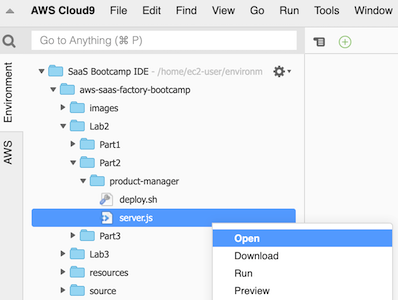 AWS Cloud9 File Edit Find View Go Run Tools Window
Go to Anything (⌘ P)
Environment
AWS
SaaS Bootcamp IDE - /home/ec2-user/environm
aws-saas-factory-bootcamp
images
Lab2
Part1
Part2
product-manager
deploy.sh
server.js
Part3
Lab3
resources
source
Open
Download
Run
Preview